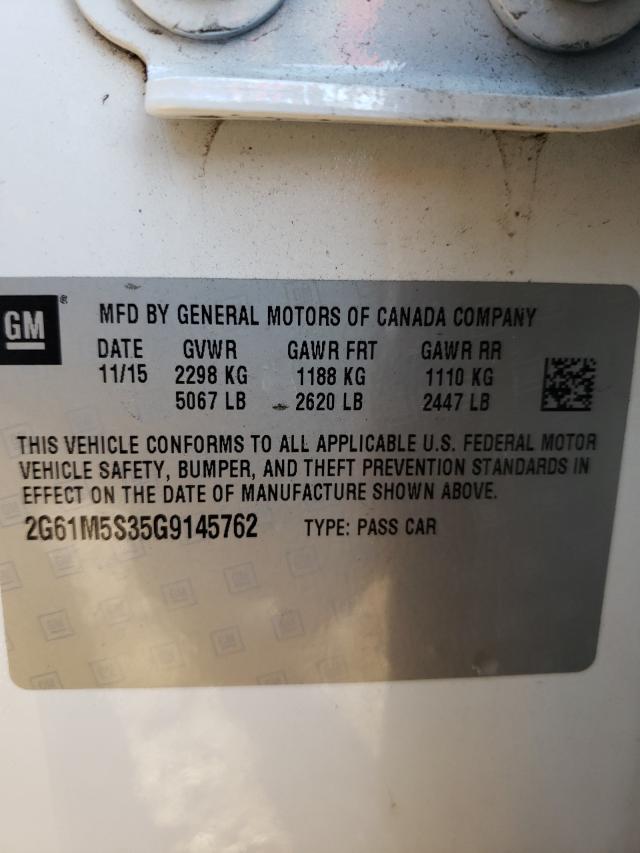 GM ® MFD BY GENERAL MOTORS OF CANADA COMPANY
DATE GVWR GAWR FRT GAWR RR
11/15 2298 KG 1188 KG 1110 KG
5067 LB 2620 LB 2447 LB
THIS VEHICLE CONFORMS TO ALL APPLICABLE U.S. FEDERAL MOTOR
VEHICLE SAFETY, BUMPER, AND THEFT PREVENTION STANDARDS IN
EFFECT ON THE DATE OF MANUFACTURE SHOWN ABOVE.
2G61M5S35G9145762 TYPE: PASS CAR